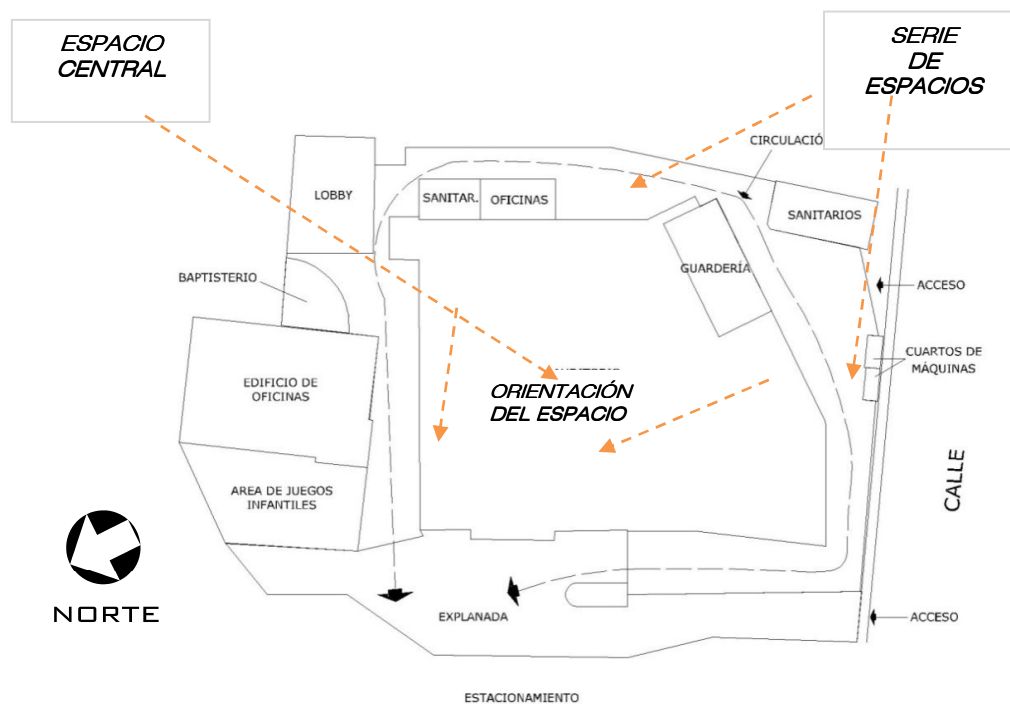 ESPACIO
CENTRAL
SERIE
DE
ESPACIOS
CIRCULACIÓ
LOBBY
SANITAR.
OFICINAS
SANITARIOS
GUARDERÍA
BAPTISTERIO
ACCESO
CUARTOS DE
MÁQUINAS
EDIFICIO DE
OFICINAS
ORIENTACIÓN
DEL ESPACIO
CALLE
AREA DE JUEGOS
INFANTILES
NORTE
EXPLANADA
ACCESO
ESTACIONAMIENTO